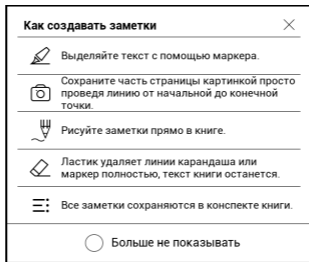 Как создавать заметки
Выделяйте текст с помощью маркера.
Сохраните часть страницы картинкой просто
проведя линию от начальной до конечной
точки.
Рисуйте заметки прямо в книге.
Ластик удаляет линии карандаша или
маркер полностью, текст книги останется.
Все заметки сохраняются в конспекте книги.
Больше не показывать